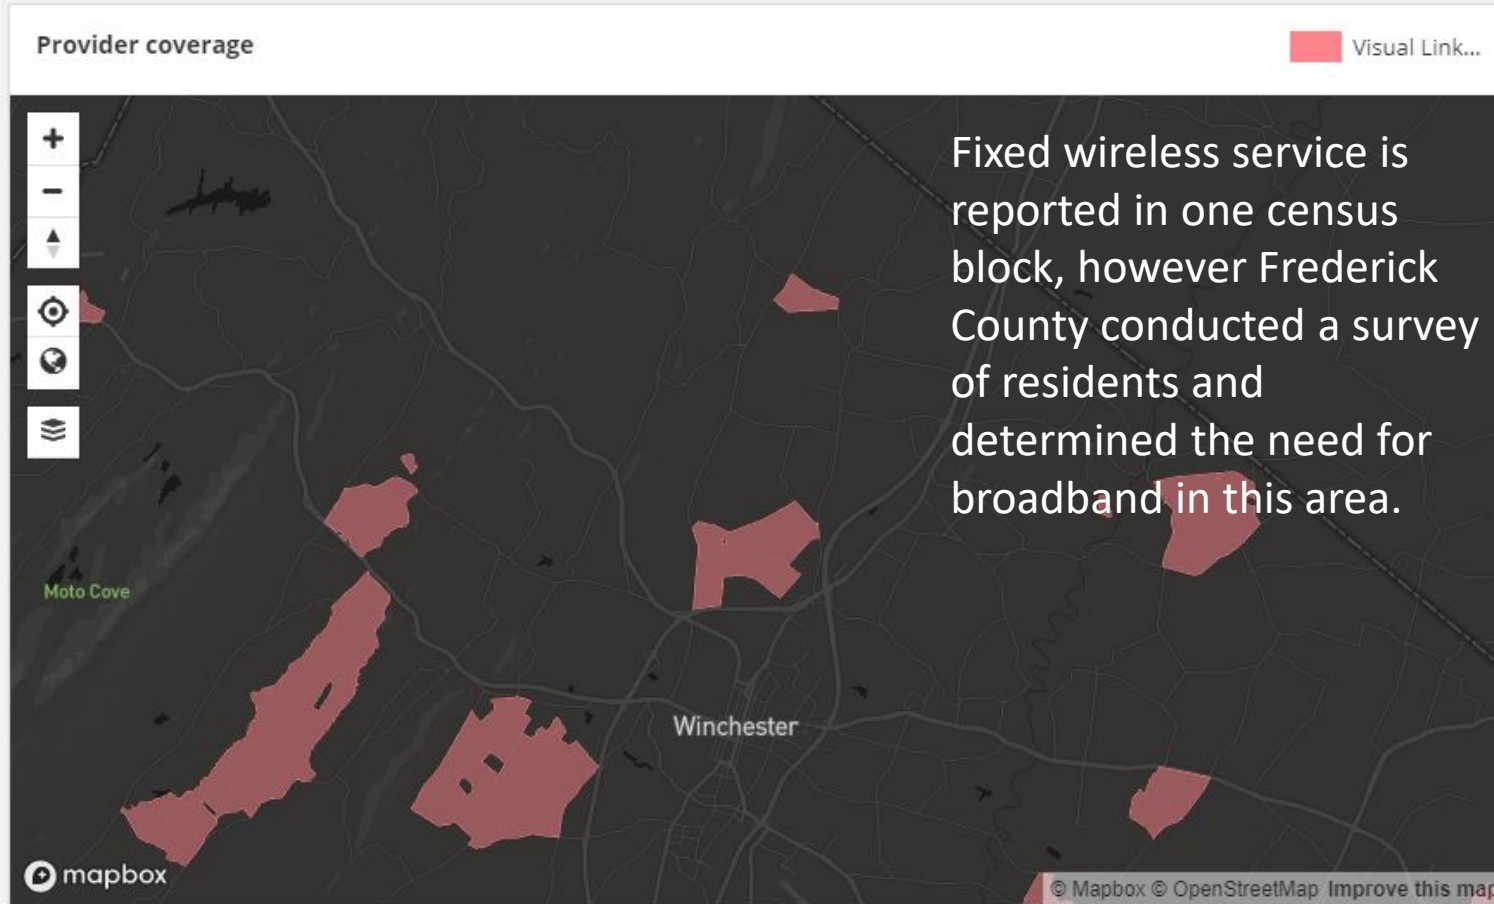 Provider coverage
Visual Link...
Fixed wireless service is
reported in one census
block, however Frederick
County conducted a survey
of residents and
determined the need for
broadband in this area.
Moto Cove
Winchester
mapbox
© Mapbox © OpenStreetMap Improve this map